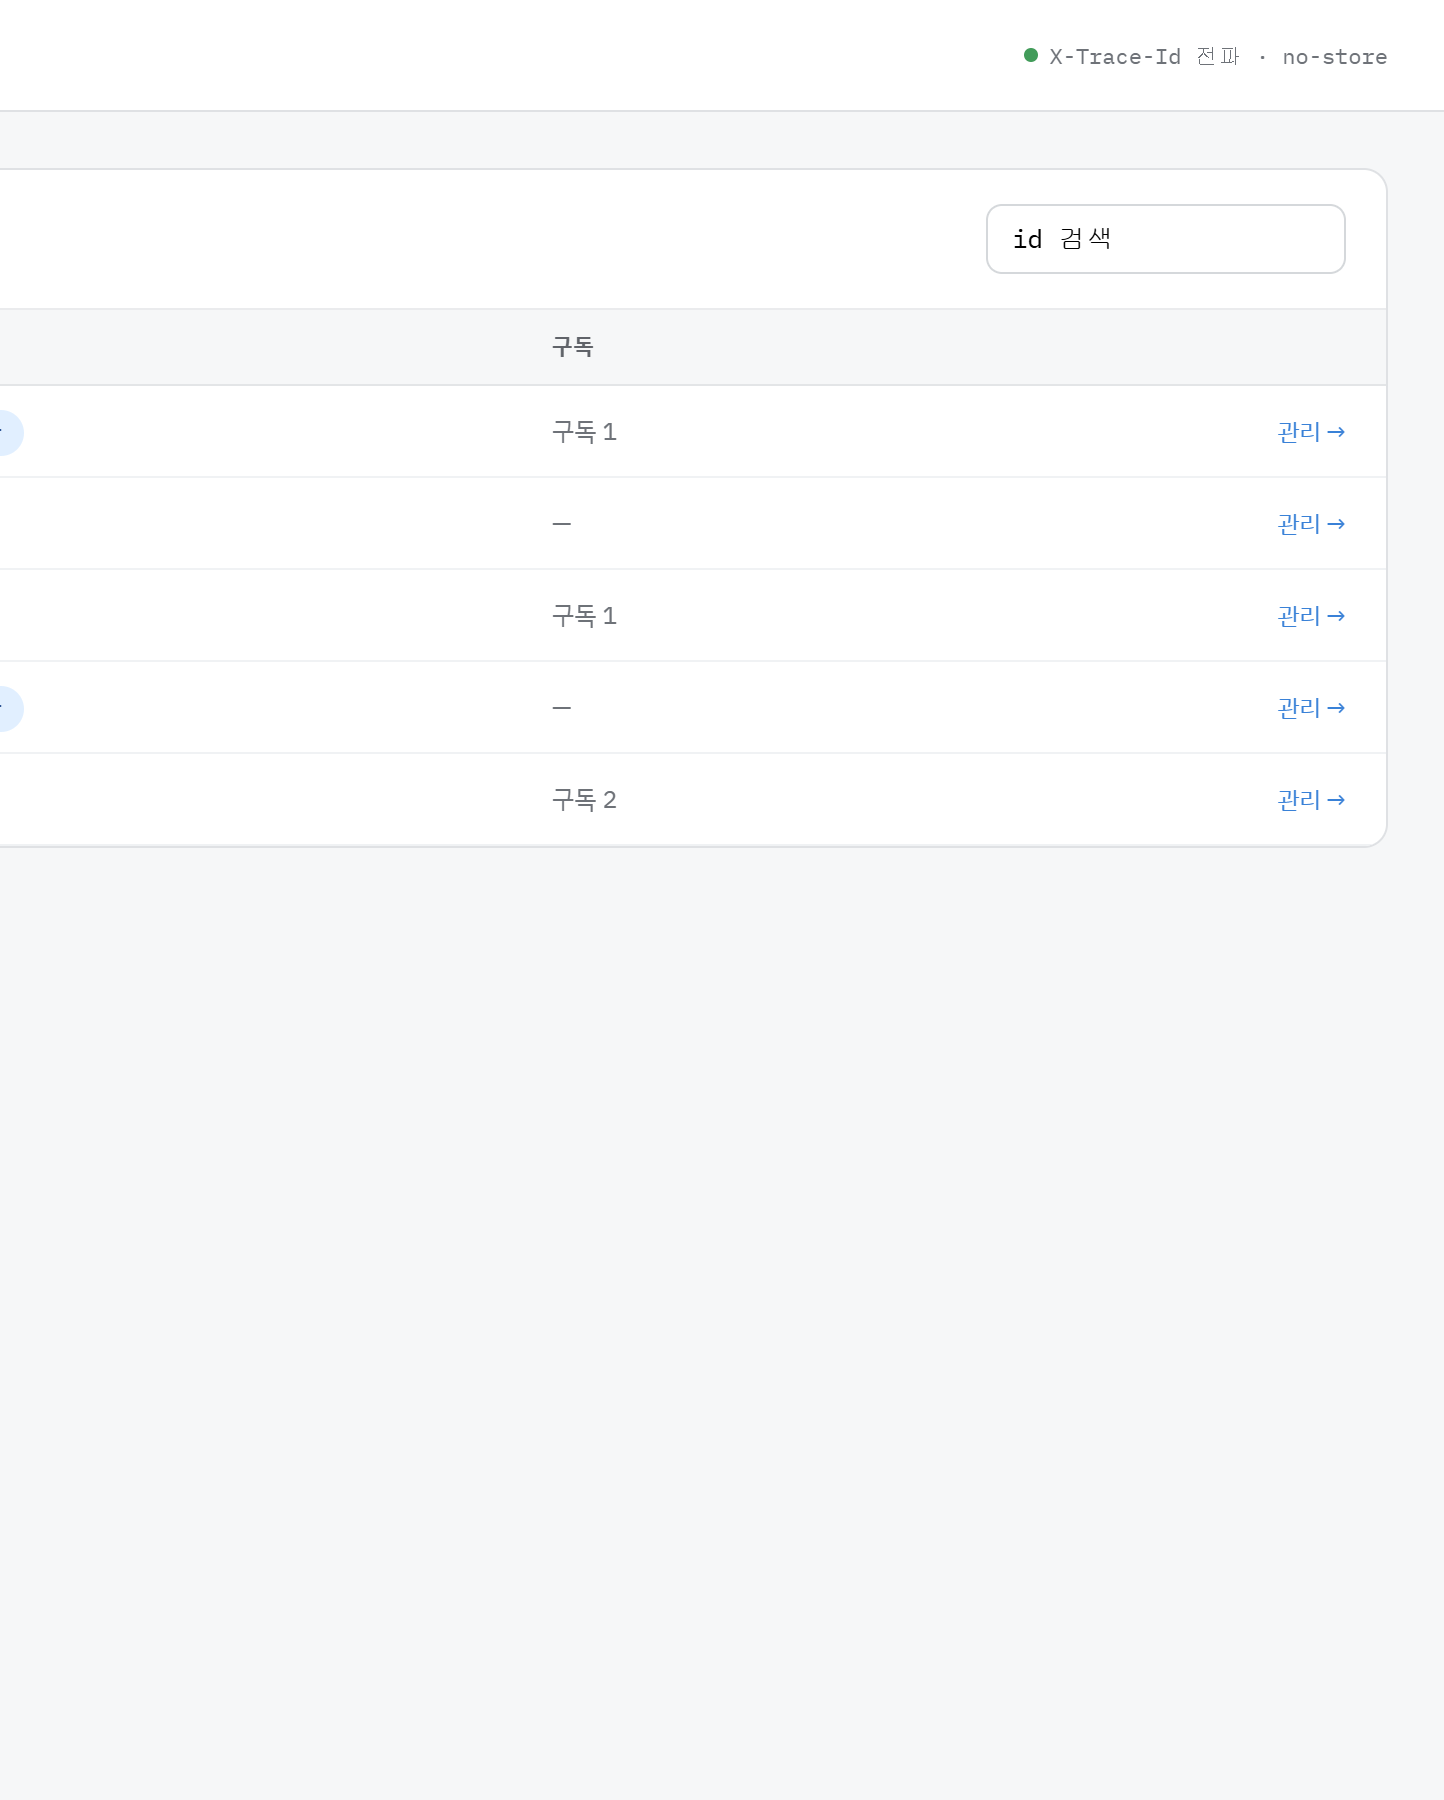 X-Trace-Id 전파 · no-store
id 검색
구독
구독 1 관리 →
— 관리 →
구독 1 관리 →
— 관리 →
구독 2 관리 →